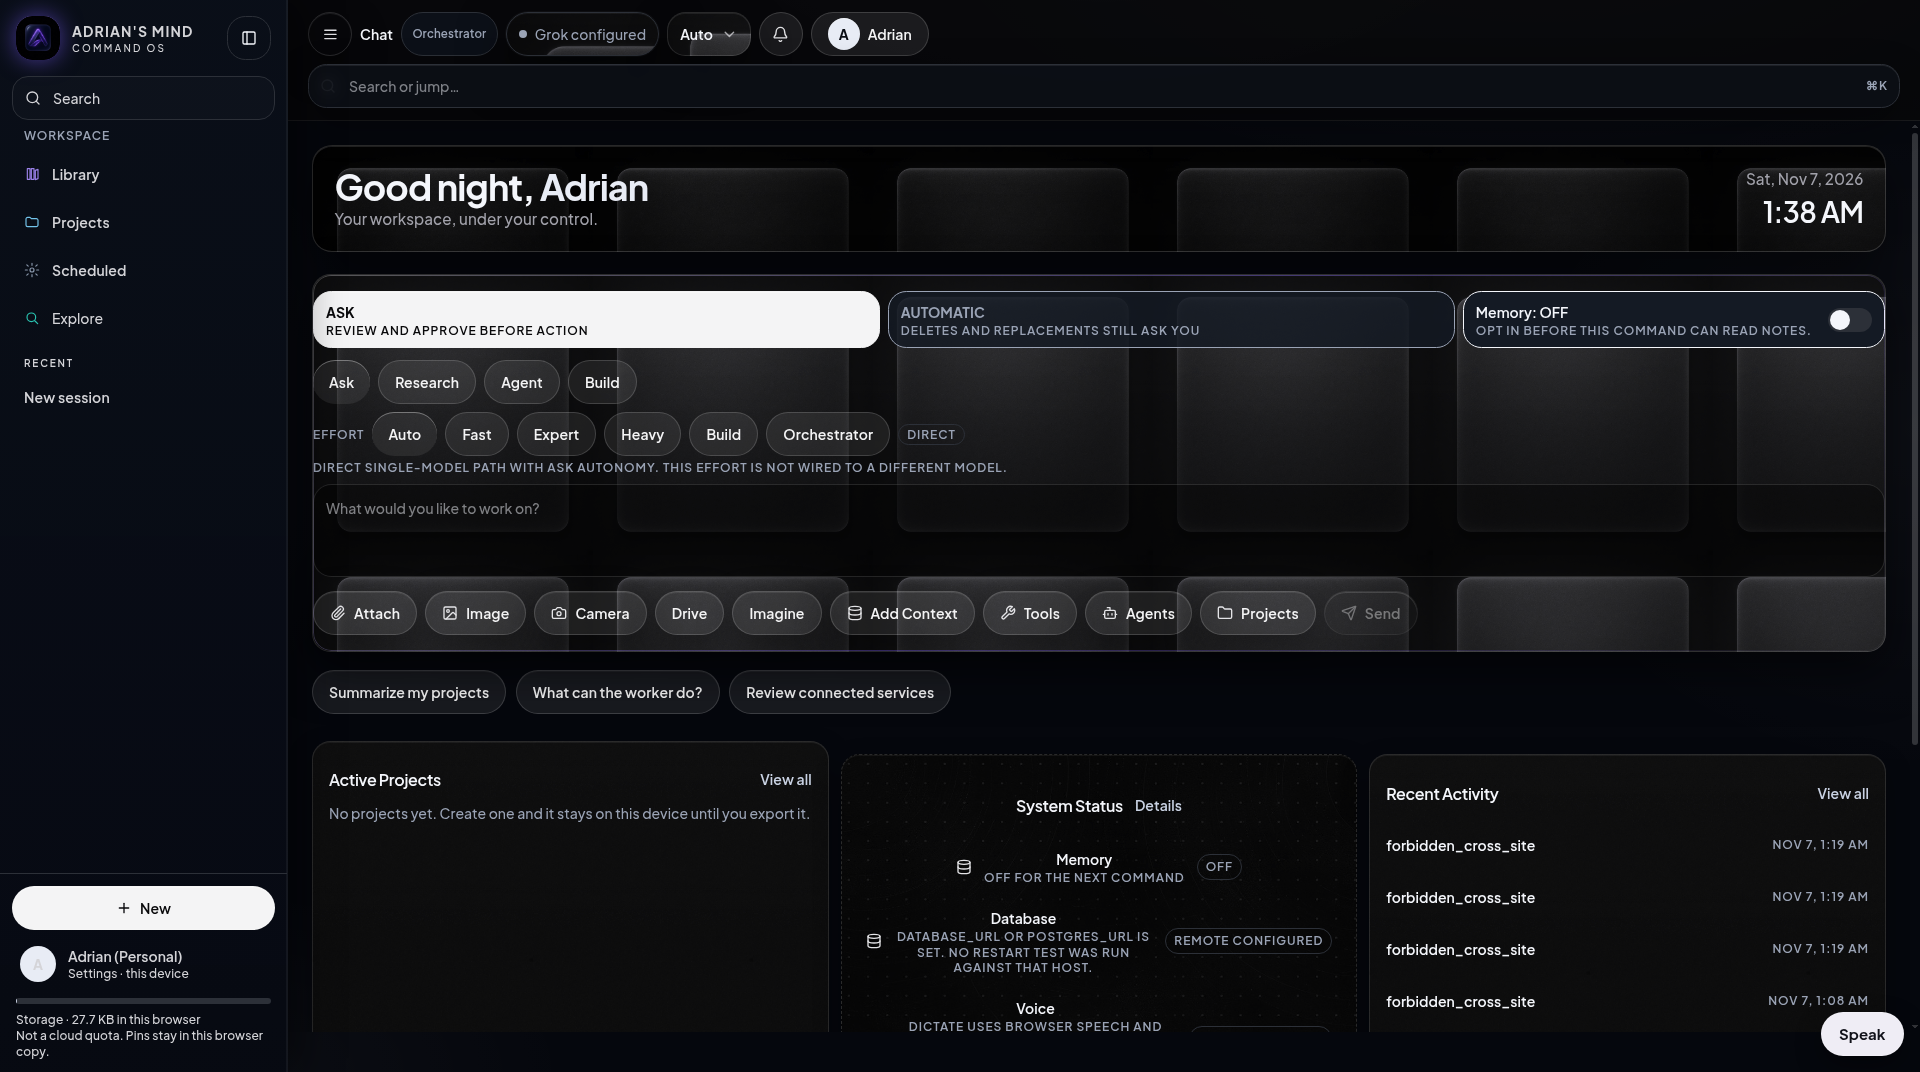 ADRIAN'S MIND
COMMAND OS
Search
WORKSPACE
Library
Projects
Scheduled
Explore
RECENT
New session
New
A
Adrian (Personal)
Settings · this device
Storage · 27.7 KB in this browser
Not a cloud quota. Pins stay in this browser
copy.
Chat
Orchestrator
Grok configured
Auto
A
Adrian
Search or jump…
⌘K
Good night, Adrian
Your workspace, under your control.
Sat, Nov 7, 2026
1:38 AM
ASK
REVIEW AND APPROVE BEFORE ACTION
AUTOMATIC
DELETES AND REPLACEMENTS STILL ASK YOU
Memory: OFF
OPT IN BEFORE THIS COMMAND CAN READ NOTES.
Ask
Research
Agent
Build
EFFORT
Auto
Fast
Expert
Heavy
Build
Orchestrator
DIRECT
DIRECT SINGLE-MODEL PATH WITH ASK AUTONOMY. THIS EFFORT IS NOT WIRED TO A DIFFERENT MODEL.
What would you like to work on?
Attach
Image
Camera
Drive
Imagine
Add Context
Tools
Agents
Projects
Send
Summarize my projects
What can the worker do?
Review connected services
Active Projects
View all
No projects yet. Create one and it stays on this device until you export it.
System Status
Details
Memory
OFF FOR THE NEXT COMMAND
OFF
Database
DATABASE_URL OR POSTGRES_URL IS
SET. NO RESTART TEST WAS RUN
AGAINST THAT HOST.
REMOTE CONFIGURED
Voice
DICTATE USES BROWSER SPEECH AND
Recent Activity
View all
forbidden_cross_site
NOV 7, 1:19 AM
forbidden_cross_site
NOV 7, 1:19 AM
forbidden_cross_site
NOV 7, 1:19 AM
forbidden_cross_site
NOV 7, 1:08 AM
Speak